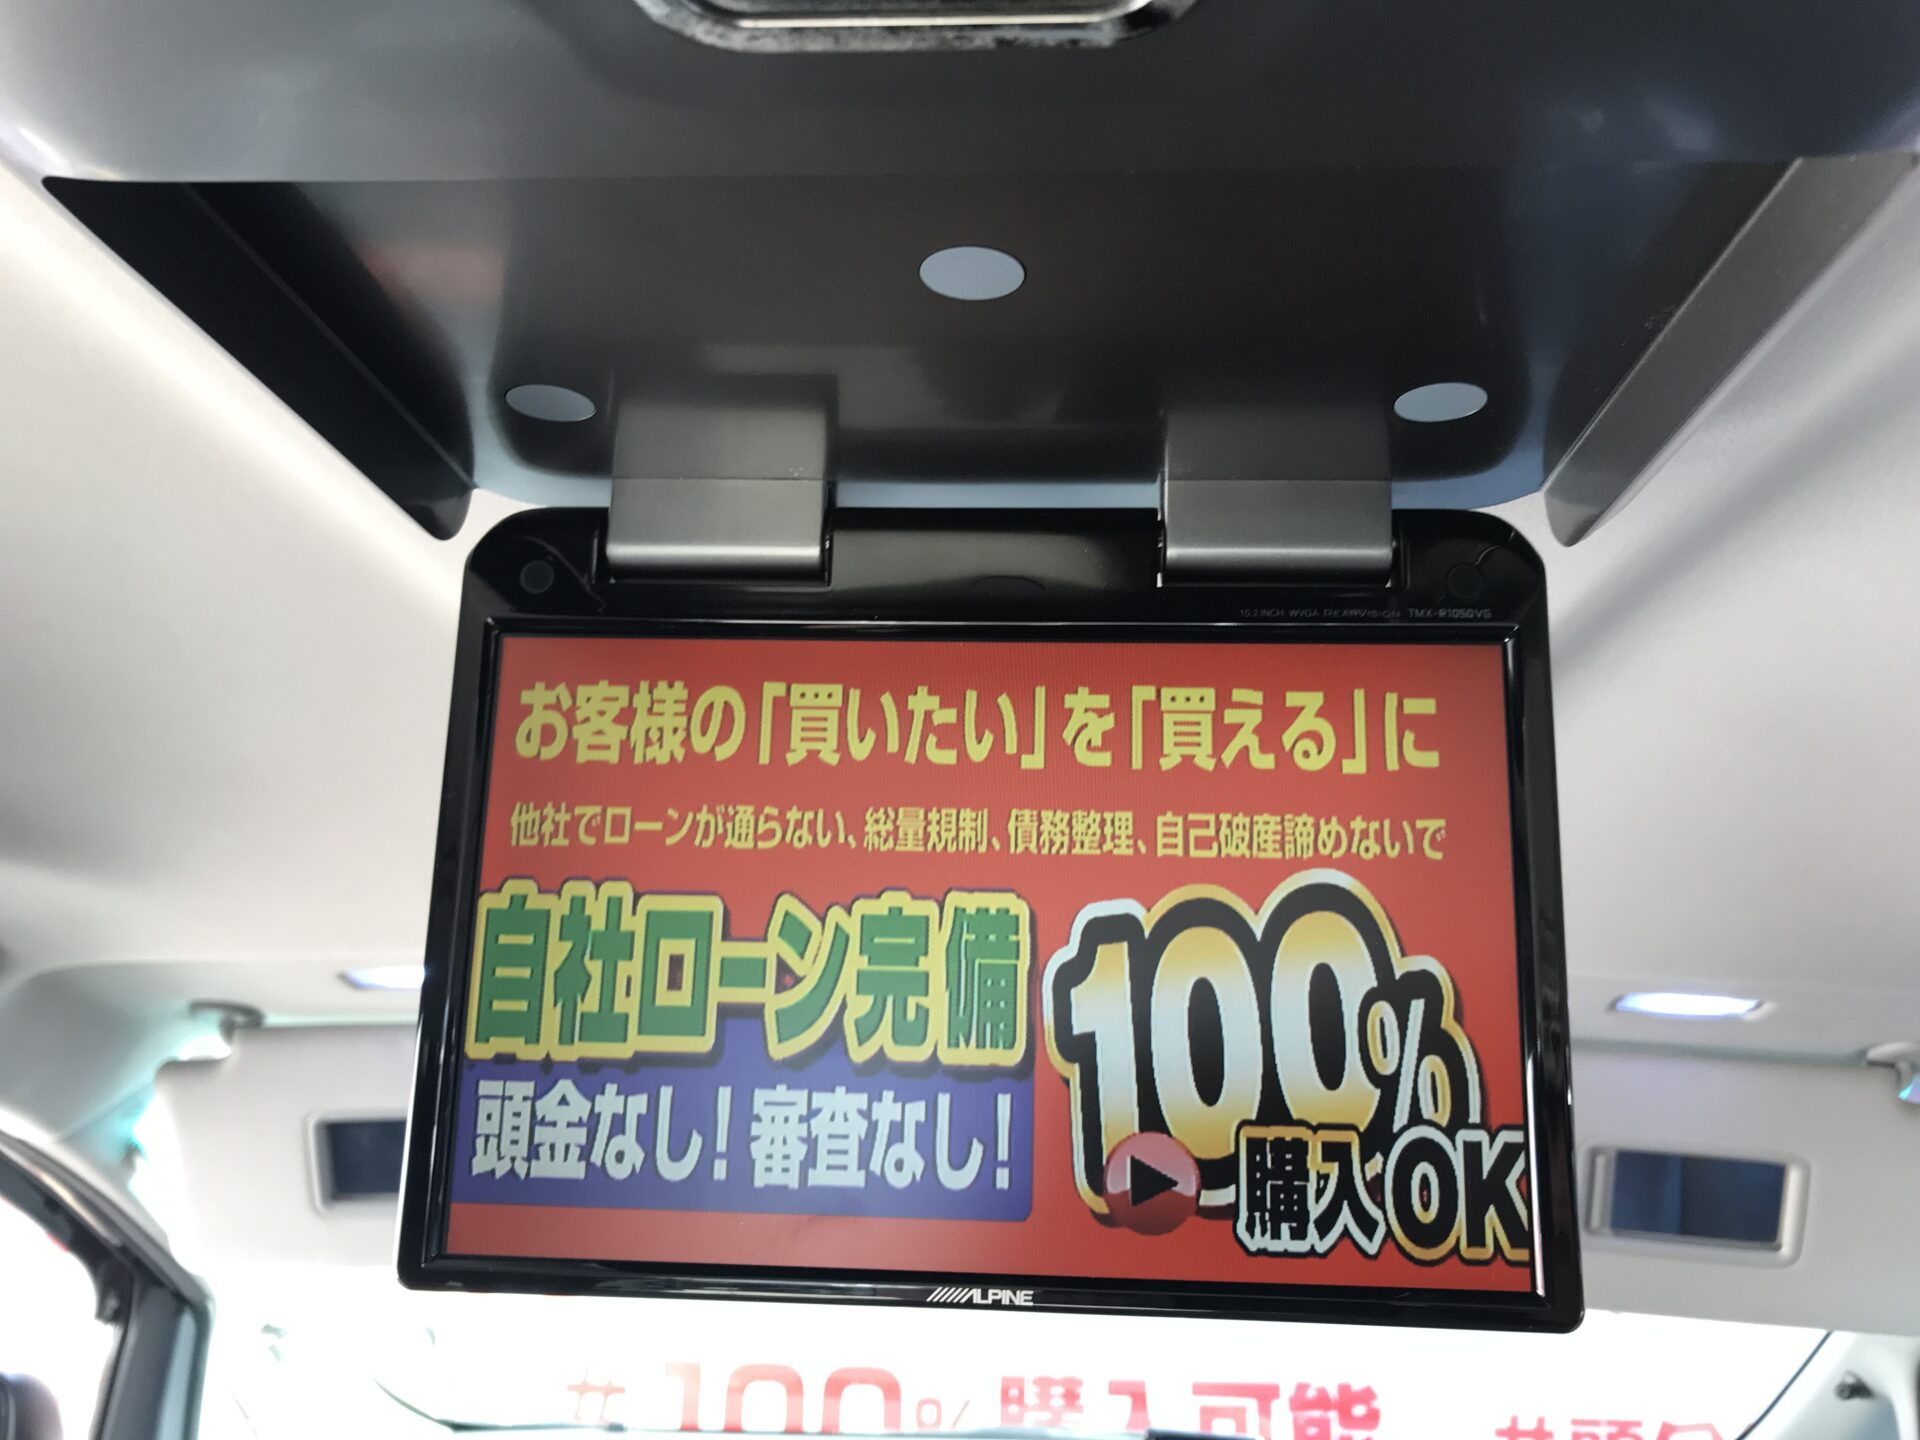 10.2 INCH WVGA REARVISION TMX-R1050VG
お客様の「買いたい」を「買える」に
他社でローンが通らない、総量規制、債務整理、自己破産諦めないで
自社ローン完備
頭金なし！審査なし！
100%
購入OK
ALPINE
#100%購入可能 #頭金